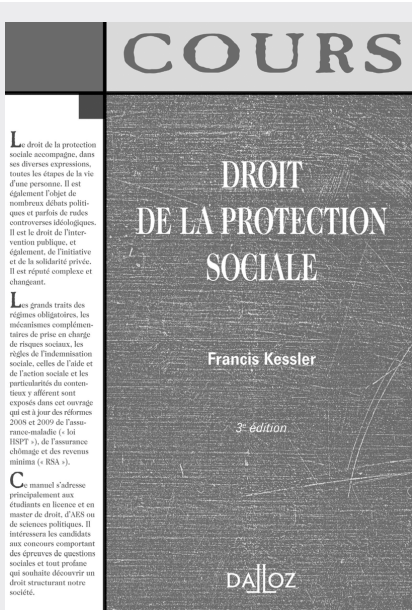 COURS
Le droit de la protection
sociale accompagne, dans
ses diverses expressions,
toutes les étapes de la vie
d'une personne. Il est
également l'objet de
nombreux débats politi-
ques et parfois de rudes
controverses idéologiques.
Il est le droit de l'inter-
vention publique, et
également, de l'initiative
et de la solidarité privée.
Il est réputé complexe et
changeant.
Les grands traits des
régimes obligatoires, les
mécanismes complémen-
taires de prise en charge
de risques sociaux, les
règles de l'indemnisation
sociale, celles de l'aide et
de l'action sociale et les
particularités du conten-
tieux y afférent sont
exposés dans cet ouvrage
qui est à jour des réformes
2008 et 2009 de l'assu-
rance-maladie (« loi
HSPT »), de l'assurance
chômage et des revenus
minima (« RSA »).
Ce manuel s'adresse
principalement aux
étudiants en licence et en
master de droit, d'AES ou
de sciences politiques. Il
intéressera les candidats
aux concours comportant
des épreuves de questions
sociales et tout profane
qui souhaite découvrir un
droit structurant notre
société.
DROIT
DE LA PROTECTION
SOCIALE
Francis Kessler
3e édition
DALLOZ